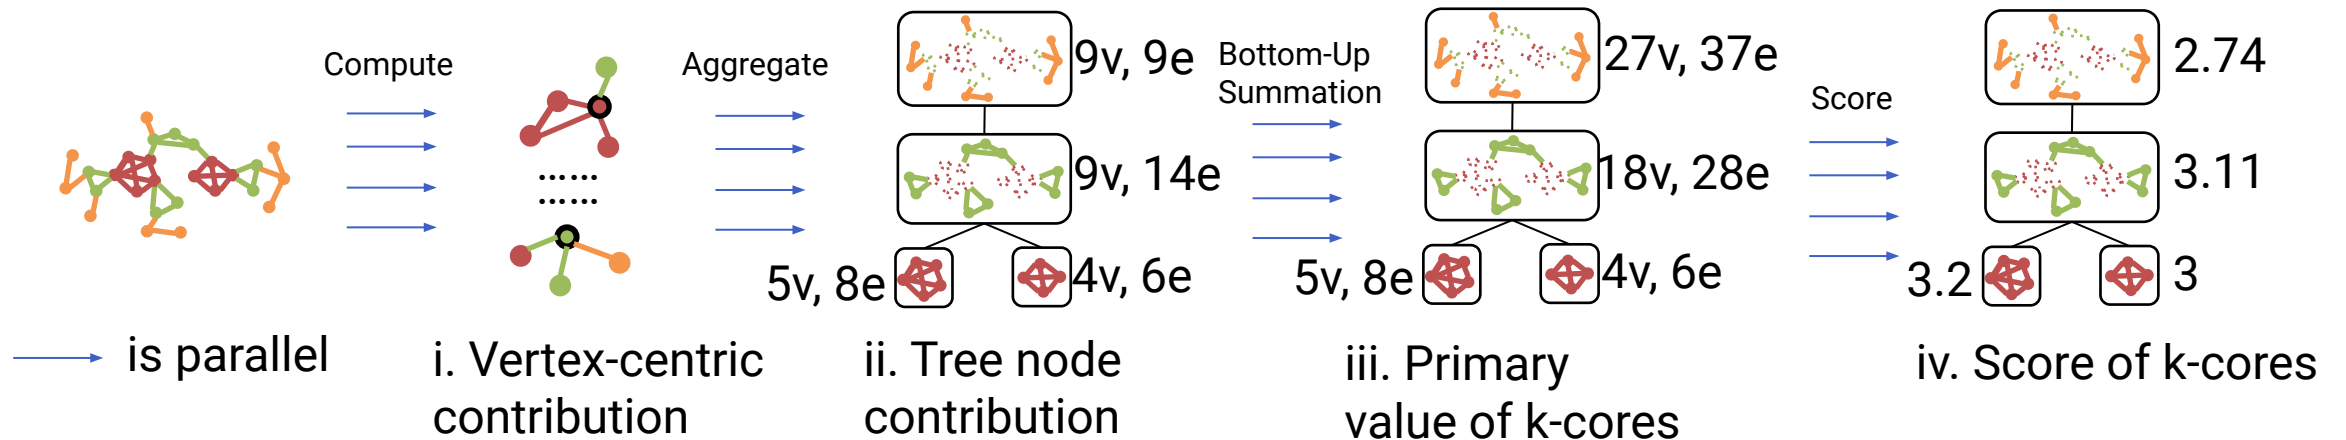 Compute
Aggregate
9v, 9e
9v, 14e
5v, 8e
4v, 6e
Bottom-Up
Summation
27v, 37e
18v, 28e
5v, 8e
4v, 6e
Score
2.74
3.11
3.2
3
is parallel
i. Vertex-centric
contribution
ii. Tree node
contribution
iii. Primary
value of k-cores
iv. Score of k-cores